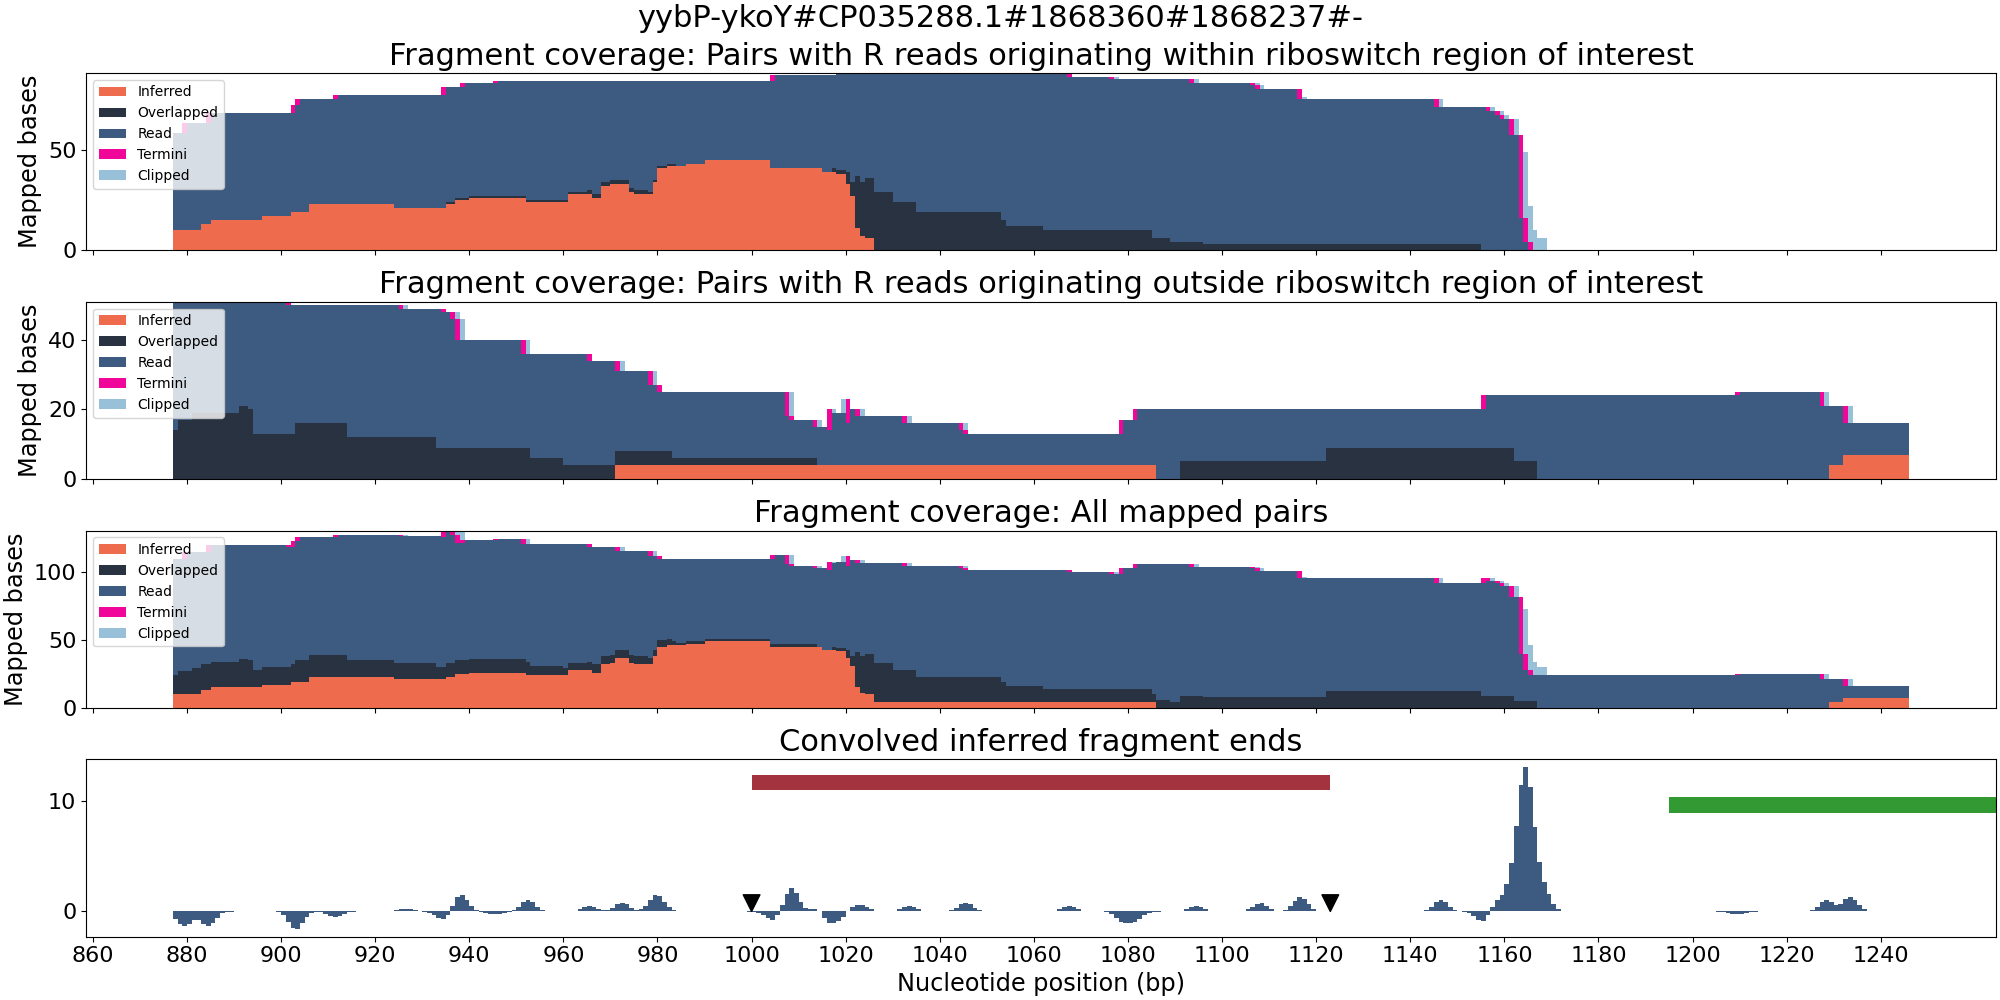 yybP-ykoY#CP035288.1#1868360#1868237#-
Fragment coverage: Pairs with R reads originating within riboswitch region of interest
Mapped bases
50
0
Inferred
Overlapped
Read
Termini
Clipped
Fragment coverage: Pairs with R reads originating outside riboswitch region of interest
Mapped bases
40
20
0
Inferred
Overlapped
Read
Termini
Clipped
Fragment coverage: All mapped pairs
Mapped bases
100
50
0
Inferred
Overlapped
Read
Termini
Clipped
Convolved inferred fragment ends
10
0
860 880 900 920 940 960 980 1000 1020 1040 1060 1080 1100 1120 1140 1160 1180 1200 1220 1240
Nucleotide position (bp)